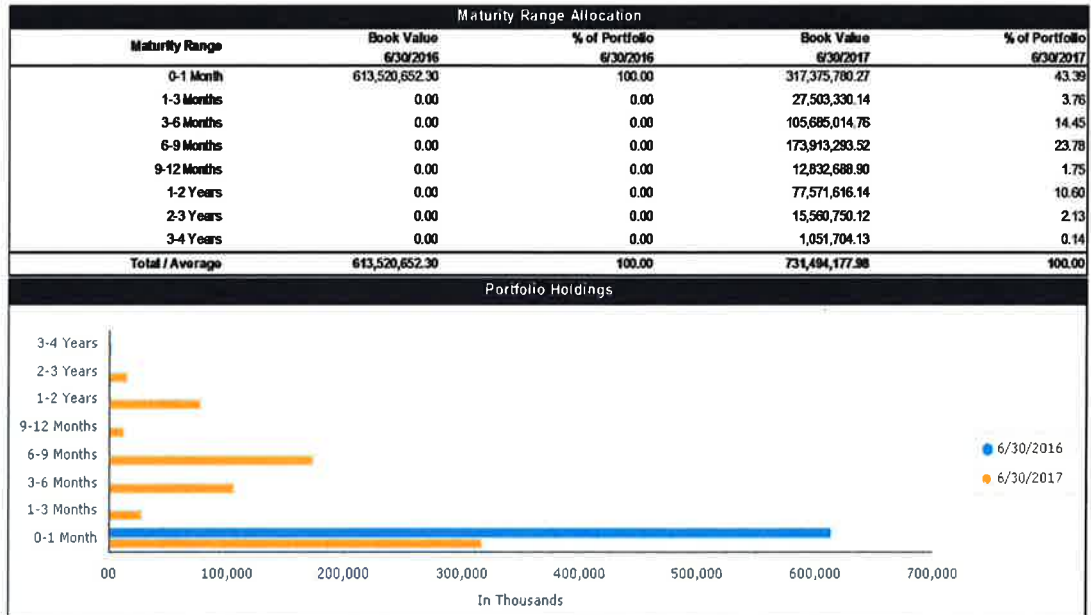 Maturity Range Allocation
Maturity Range Book Value 6/30/2016 % of Portfolio 6/30/2016 Book Value 6/30/2017 % of Portfolio 6/30/2017
0-1 Month 613,520,652.30 100.00 317,375,780.27 43.39
1-3 Months 0.00 0.00 27,503,330.14 3.76
3-6 Months 0.00 0.00 105,685,014.76 14.45
6-9 Months 0.00 0.00 173,913,293.52 23.78
9-12 Months 0.00 0.00 12,832,688.90 1.75
1-2 Years 0.00 0.00 77,571,616.14 10.60
2-3 Years 0.00 0.00 15,560,750.12 2.13
3-4 Years 0.00 0.00 1,051,704.13 0.14
Total / Average 613,520,652.30 100.00 731,494,177.98 100.00
Portfolio Holdings
3-4 Years
2-3 Years
1-2 Years
9-12 Months
6-9 Months
3-6 Months
1-3 Months
0-1 Month
6/30/2016
6/30/2017
00 100,000 200,000 300,000 400,000 500,000 600,000 700,000
In Thousands